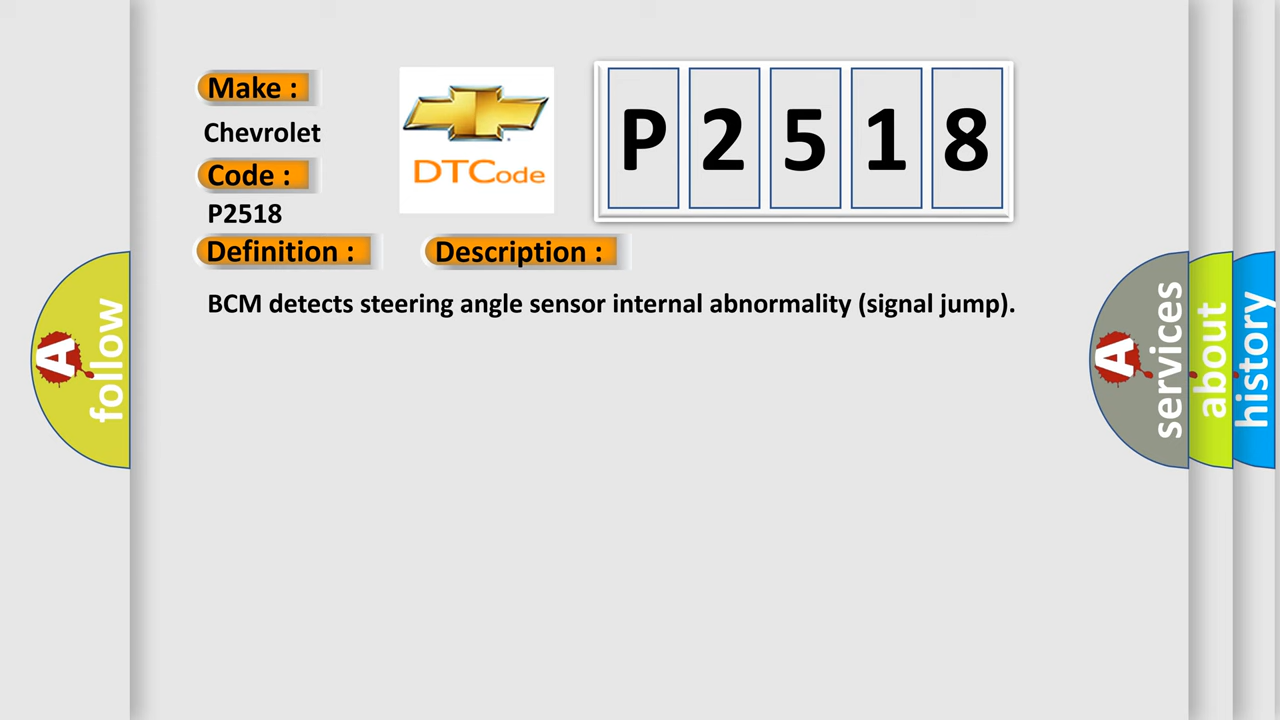 Make :
Chevrolet
Code :
P2518
Definition :
Description :
BCM detects steering angle sensor internal abnormality (signal jump).
DTCode
P 2 5 1 8
A follow
A services
about
history